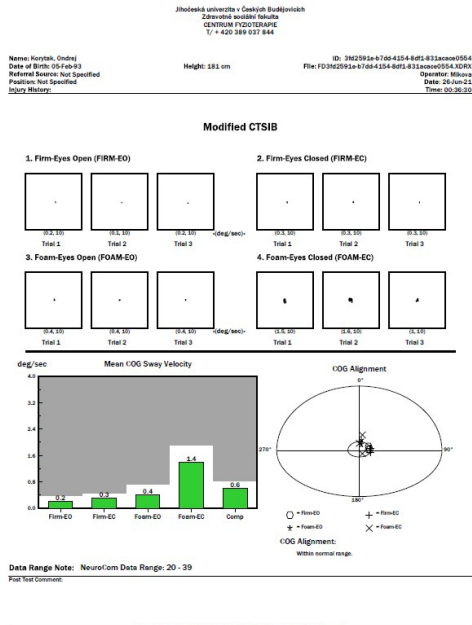 Jihočeská univerzita v Českých Budějovicích
Zdravotně sociální fakulta
CENTRUM FYZIOTERAPIE
T/ + 420 389 037 844
Name: Korytak, Ondrej
Date of Birth: 05-Feb-93
Referral Source: Not Specified
Position: Not Specified
Injury History:
Height: 181 cm
ID: 3fd2591e-b7dd-4154-8df1-831acace0554
File: FD3fd2591e-b7dd-4154-8df1-831acace0554.XDRX
Operator: Mikova
Date: 26-Jun-21
Time: 00:36:30
Modified CTSIB
1. Firm-Eyes Open (FIRM-EO)
2. Firm-Eyes Closed (FIRM-EC)
(0.2, 10) (0.1, 10) (0.2, 10) <(deg/sec)> (0.3, 10) (0.3, 10) (0.3, 10)
Trial 1 Trial 2 Trial 3 Trial 1 Trial 2 Trial 3
3. Foam-Eyes Open (FOAM-EO)
4. Foam-Eyes Closed (FOAM-EC)
(0.4, 10) (0.4, 10) (0.4, 10) <(deg/sec)> (1.5, 10) (1.6, 10) (1, 10)
Trial 1 Trial 2 Trial 3 Trial 1 Trial 2 Trial 3
deg/sec Mean COG Sway Velocity
4.0
3.2
2.4
1.6
0.8
0.0
0.2 0.3 0.4 1.4 0.6
Firm-EO Firm-EC Foam-EO Foam-EC Comp
COG Alignment
0°
270° 90°
180°
= Firm-EO = Firm-EC
= Foam-EO = Foam-EC
COG Alignment:
Within normal range.
Data Range Note: NeuroCom Data Range: 20 - 39
Post Test Comment: